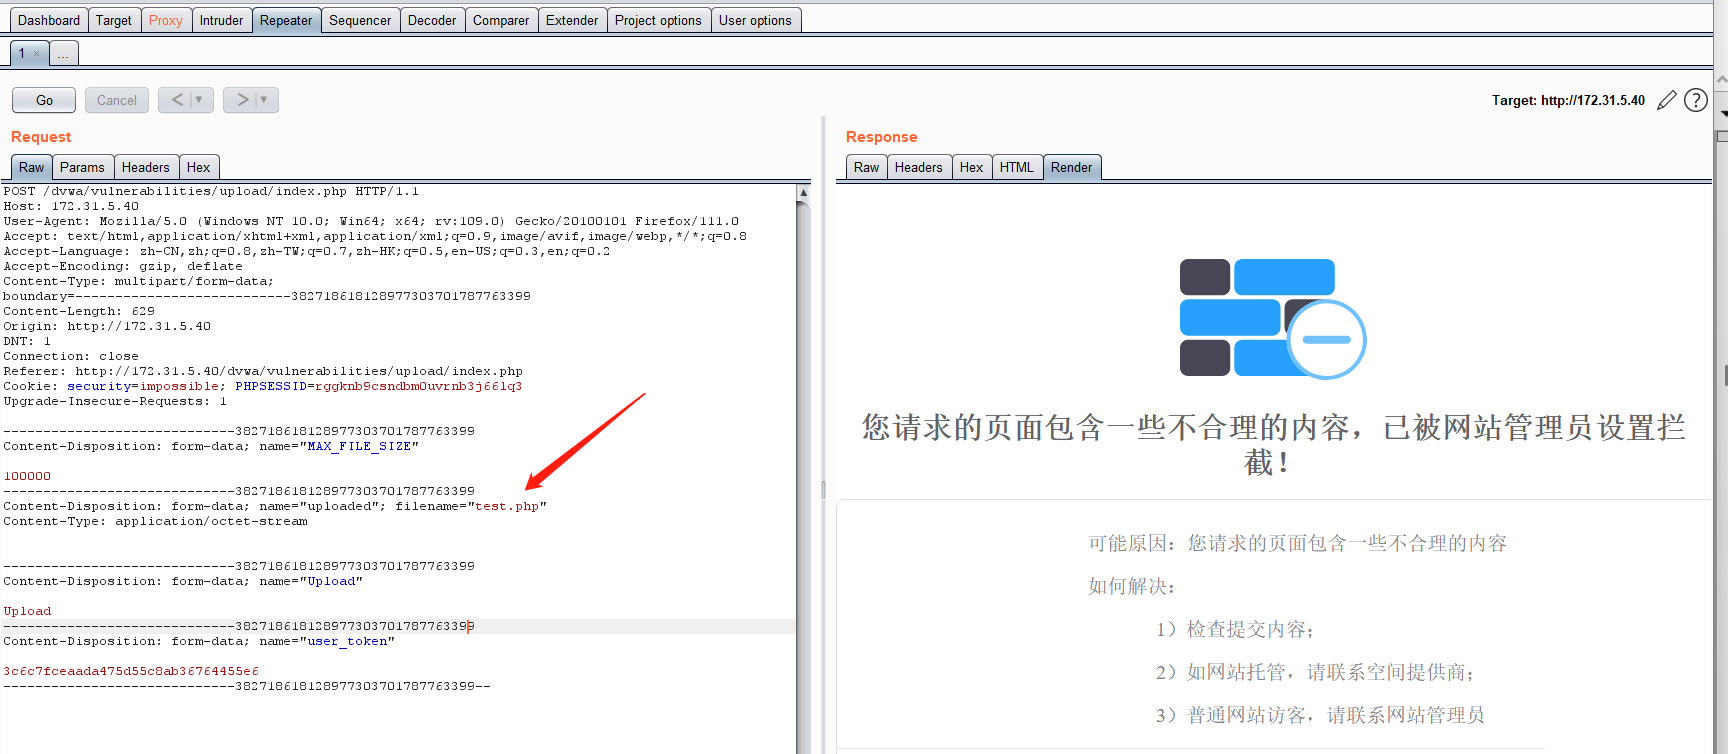 Dashboard Target Proxy Intruder Repeater Sequencer Decoder Comparer Extender Project options User options
1 × ...
Go Cancel < > Target: http://172.31.5.40 ?
Request
Raw Params Headers Hex
POST /dvwa/vulnerabilities/upload/index.php HTTP/1.1
Host: 172.31.5.40
User-Agent: Mozilla/5.0 (Windows NT 10.0; Win64; x64; rv:109.0) Gecko/20100101 Firefox/111.0
Accept: text/html,application/xhtml+xml,application/xml;q=0.9,image/avif,image/webp,*/*;q=0.8
Accept-Language: zh-CN,zh;q=0.8,zh-TW;q=0.7,zh-HK;q=0.5,en-US;q=0.3,en;q=0.2
Accept-Encoding: gzip, deflate
Content-Type: multipart/form-data;
boundary=---------------------------382718618128977303701787763399
Content-Length: 629
Origin: http://172.31.5.40
DNT: 1
Connection: close
Referer: http://172.31.5.40/dvwa/vulnerabilities/upload/index.php
Cookie: security=impossible; PHPSESSID=rggknb9csndbm0uvrnb3j661q3
Upgrade-Insecure-Requests: 1
-----------------------------382718618128977303701787763399
Content-Disposition: form-data; name="MAX_FILE_SIZE"
100000
-----------------------------382718618128977303701787763399
Content-Disposition: form-data; name="uploaded"; filename="test.php"
Content-Type: application/octet-stream
-----------------------------382718618128977303701787763399
Content-Disposition: form-data; name="Upload"
Upload
-----------------------------382718618128977303701787763399
Content-Disposition: form-data; name="user_token"
3c6c7fceaada475d55c8ab36764455e6
-----------------------------382718618128977303701787763399--
Response
Raw Headers Hex HTML Render
您请求的页面包含一些不合理的内容，已被网站管理员设置拦
截！
可能原因：您请求的页面包含一些不合理的内容
如何解决：
1）检查提交内容；
2）如网站托管，请联系空间提供商；
3）普通网站访客，请联系网站管理员